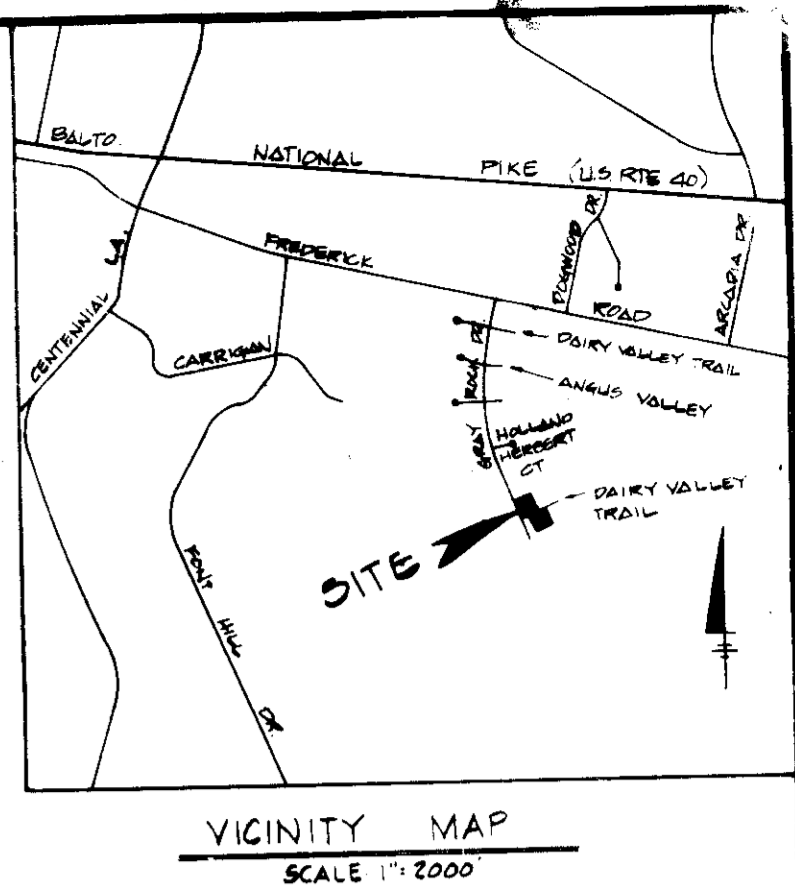 BALTO. NATIONAL PIKE (U.S. RTE 40)
CENTENNIAL LA.
FREDERICK ROAD
DOGWOOD DR.
ARCADIA DR
CARRIGAN
GRAY ROCK DR.
DAIRY VALLEY TRAIL
ANGUS VALLEY
HOLLAND
HERBERT
CT
DAIRY VALLEY
TRAIL
SITE
FONT HILL DR.
VICINITY MAP
SCALE 1": 2000'